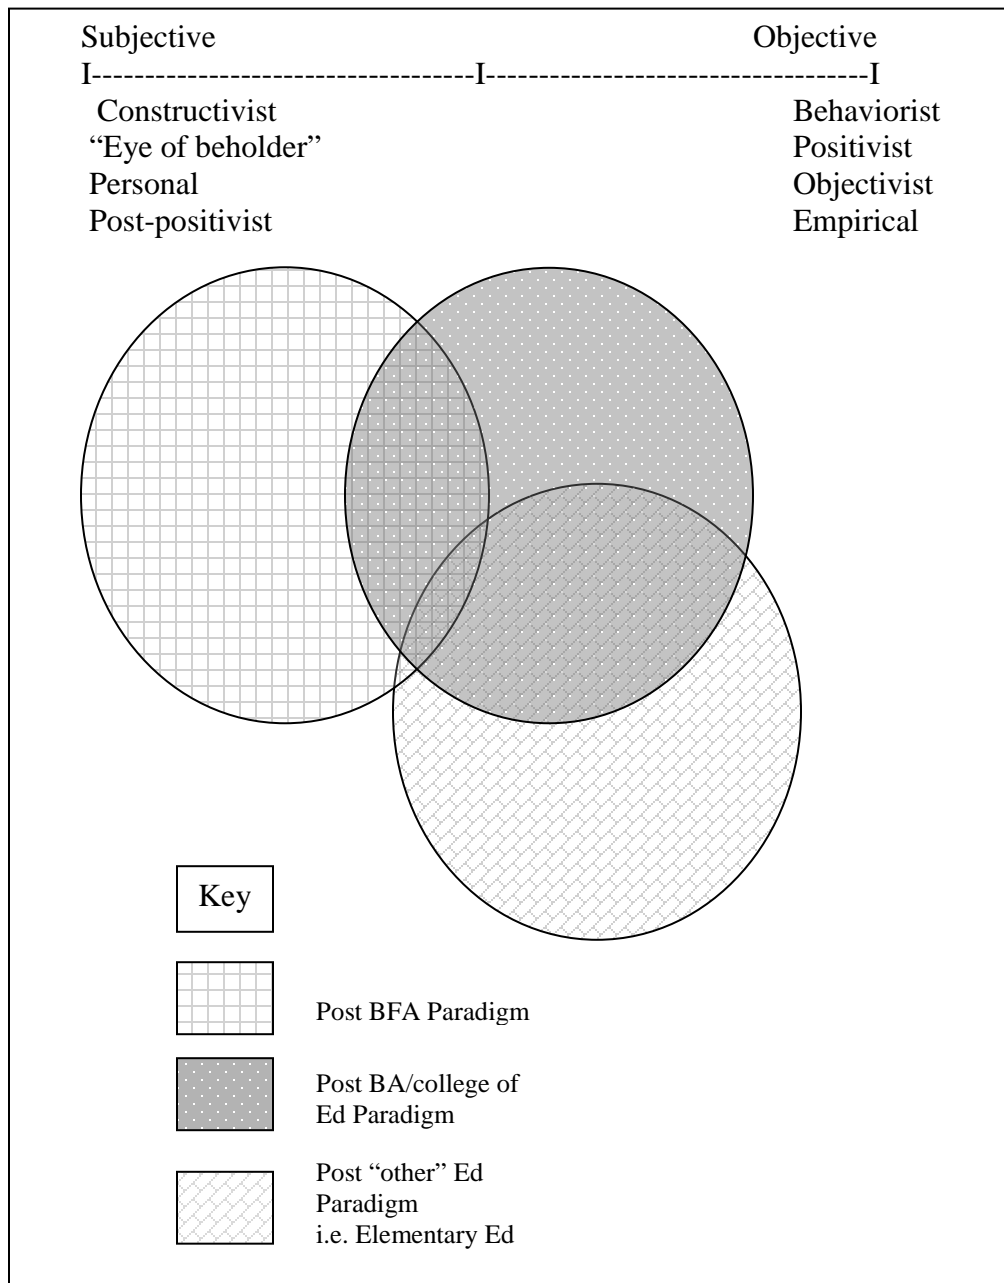 Subjective Objective
I------------------------------------I------------------------------------I
Constructivist Behaviorist
“Eye of beholder” Positivist
Personal Objectivist
Post-positivist Empirical
Key
Post BFA Paradigm
Post BA/college of
Ed Paradigm
Post “other” Ed
Paradigm
i.e. Elementary Ed